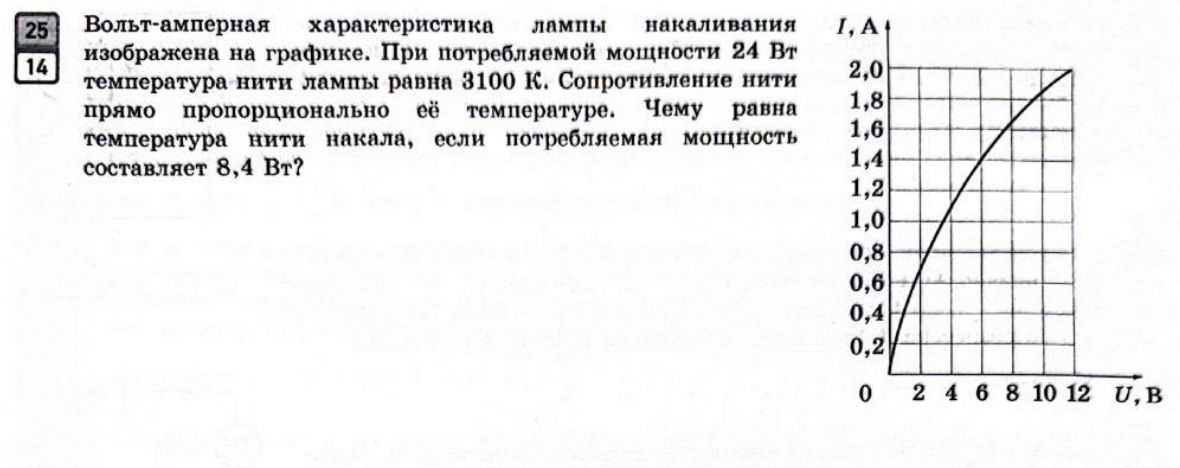 25
14
Вольт-амперная характеристика лампы накаливания
изображена на графике. При потребляемой мощности 24 Вт
температура нити лампы равна 3100 К. Сопротивление нити
прямо пропорционально её температуре. Чему равна
температура нити накала, если потребляемая мощность
составляет 8,4 Вт?
I, А
2,0
1,8
1,6
1,4
1,2
1,0
0,8
0,6
0,4
0,2
0 2 4 6 8 10 12 U, В